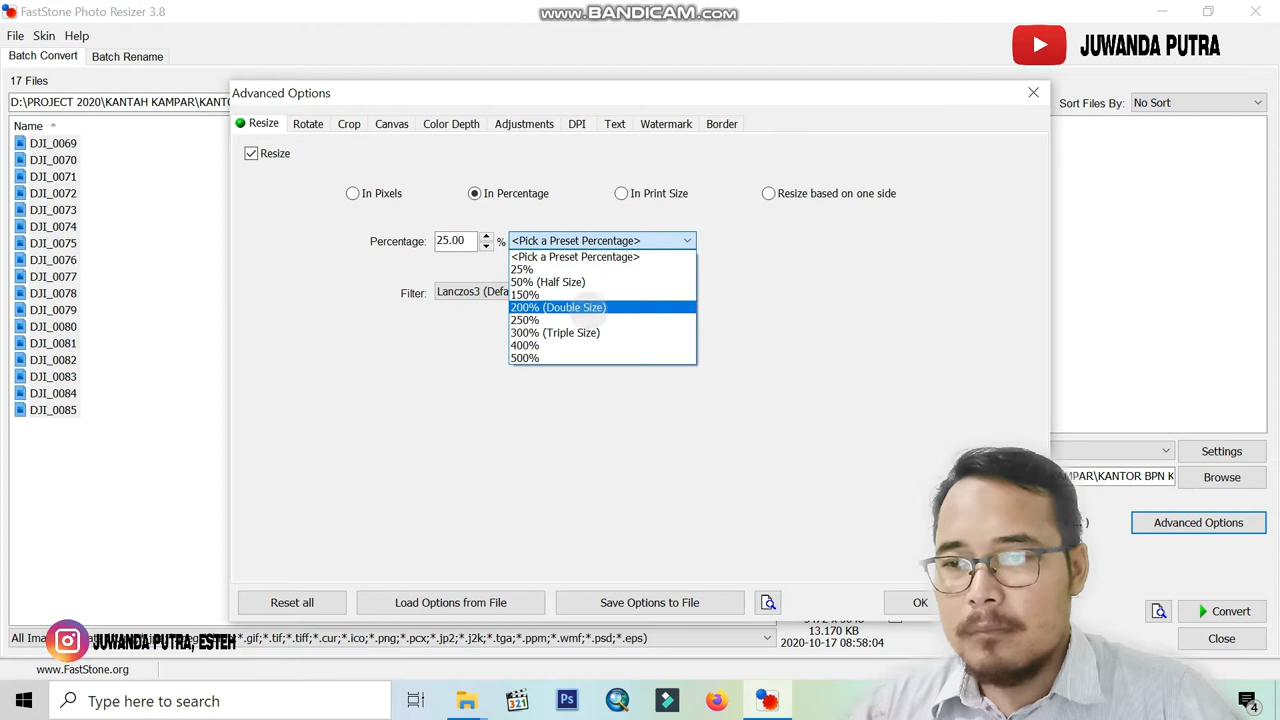 FastStone Photo Resizer 3.8
www.BANDICAM.com
File Skin Help
JUWANDA PUTRA
Batch Convert Batch Rename
17 Files
D:\PROJECT 2020\KANTAH KAMPAR\KANTO
Sort Files By: No Sort
Name
DJI_0069
DJI_0070
DJI_0071
DJI_0072
DJI_0073
DJI_0074
DJI_0075
DJI_0076
DJI_0077
DJI_0078
DJI_0079
DJI_0080
DJI_0081
DJI_0082
DJI_0083
DJI_0084
DJI_0085
Advanced Options
Resize Rotate Crop Canvas Color Depth Adjustments DPI Text Watermark Border
Resize
In Pixels In Percentage In Print Size Resize based on one side
Percentage: 25.00 % <Pick a Preset Percentage>
<Pick a Preset Percentage>
25%
50% (Half Size)
150%
200% (Double Size)
250%
300% (Triple Size)
400%
500%
Filter: Lanczos3 (Defa
Reset all Load Options from File Save Options to File OK
Settings
AMPAR\KANTOR BPN K Browse
Advanced Options
Convert
Close
All Ima
*.gif;*.tif;*.tiff;*.cur;*.ico;*.png;*.pcx;*.jp2;*.j2k;*.tga;*.ppm;*.wmf;*.psd;*.eps)
JUWANDA PUTRA, ESTEH
13.170 KB
2020-10-17 08:58:04
www.FastStone.org
Type here to search
321
Ps
4